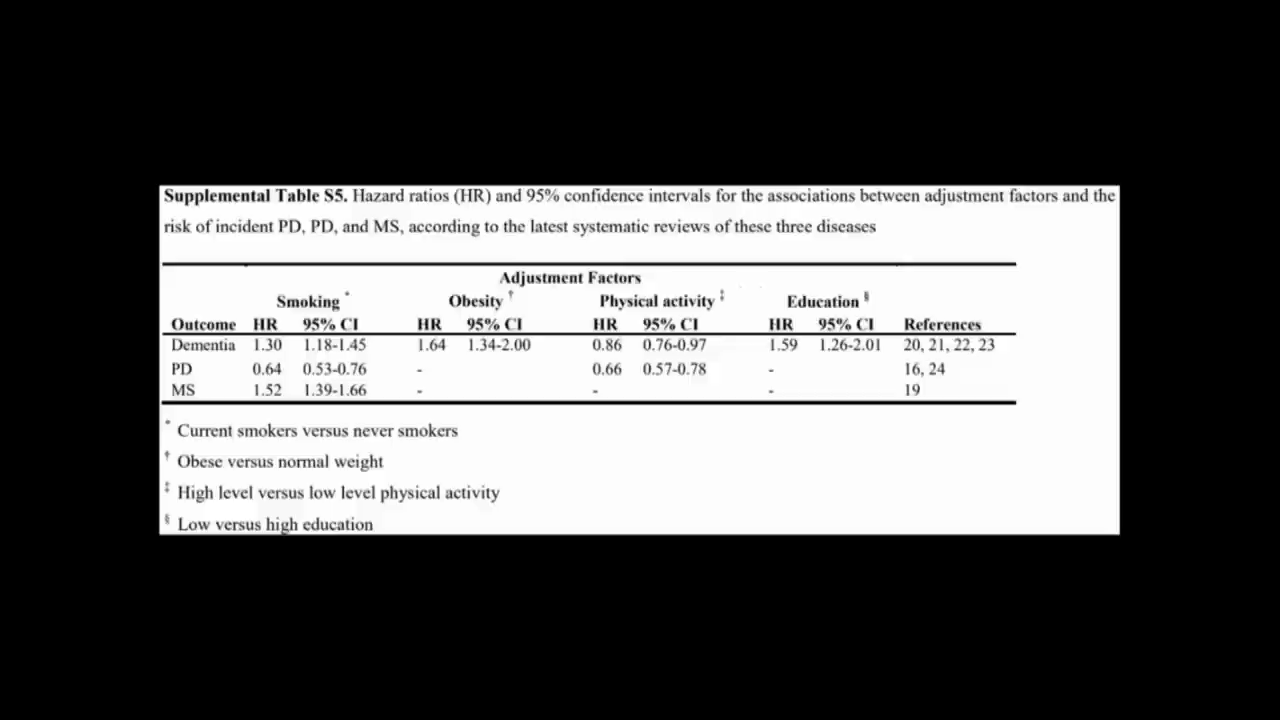 Supplemental Table S5. Hazard ratios (HR) and 95% confidence intervals for the associations between adjustment factors and the
risk of incident PD, PD, and MS, according to the latest systematic reviews of these three diseases
Adjustment Factors
Smoking * Obesity † Physical activity ‡ Education §
Outcome HR 95% CI HR 95% CI HR 95% CI HR 95% CI References
Dementia 1.30 1.18-1.45 1.64 1.34-2.00 0.86 0.76-0.97 1.59 1.26-2.01 20, 21, 22, 23
PD 0.64 0.53-0.76 - 0.66 0.57-0.78 - 16, 24
MS 1.52 1.39-1.66 - - - 19
* Current smokers versus never smokers
† Obese versus normal weight
‡ High level versus low level physical activity
§ Low versus high education